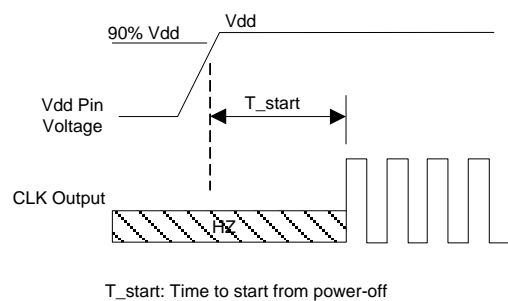 Vdd
90% Vdd
T_start
Vdd Pin
Voltage
CLK Output
HZ
T_start: Time to start from power-off